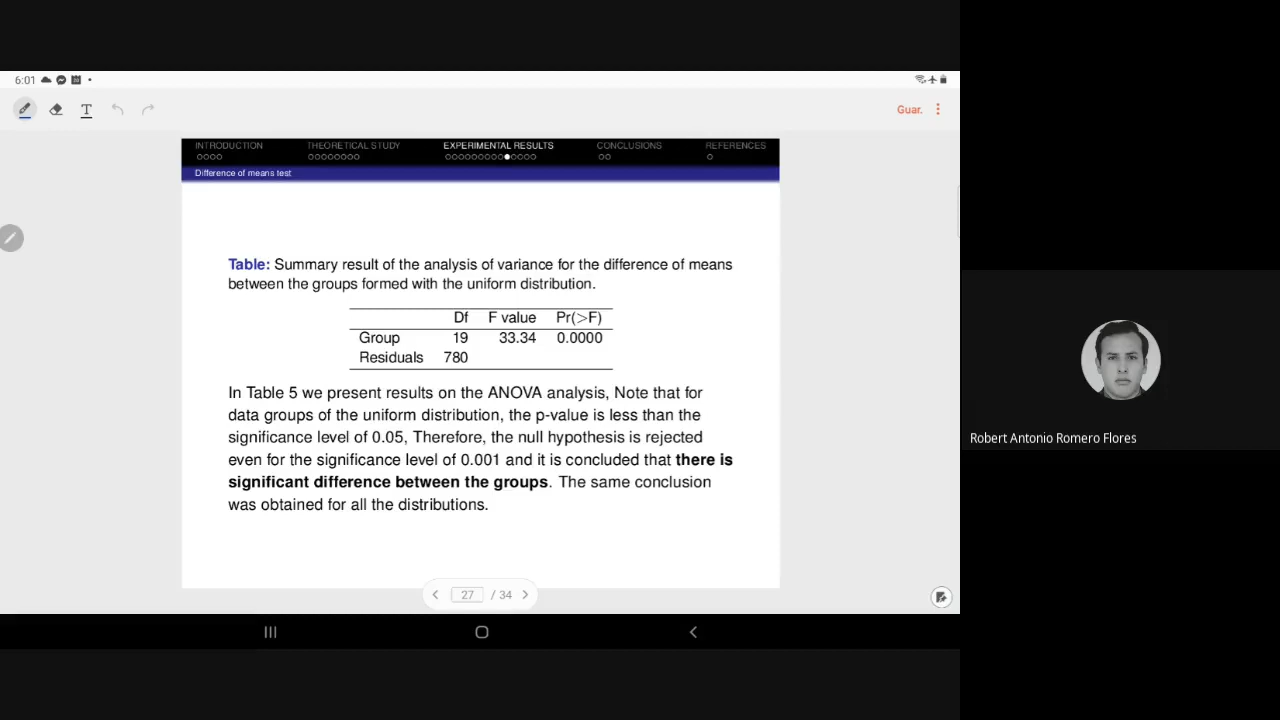 6:01
Guar.
INTRODUCTION THEORETICAL STUDY EXPERIMENTAL RESULTS CONCLUSIONS REFERENCES
Difference of means test
Table: Summary result of the analysis of variance for the difference of means
between the groups formed with the uniform distribution.
Df F value Pr(>F)
Group 19 33.34 0.0000
Residuals 780
In Table 5 we present results on the ANOVA analysis, Note that for
data groups of the uniform distribution, the p-value is less than the
significance level of 0.05, Therefore, the null hypothesis is rejected
even for the significance level of 0.001 and it is concluded that there is
significant difference between the groups. The same conclusion
was obtained for all the distributions.
27 / 34
Robert Antonio Romero Flores